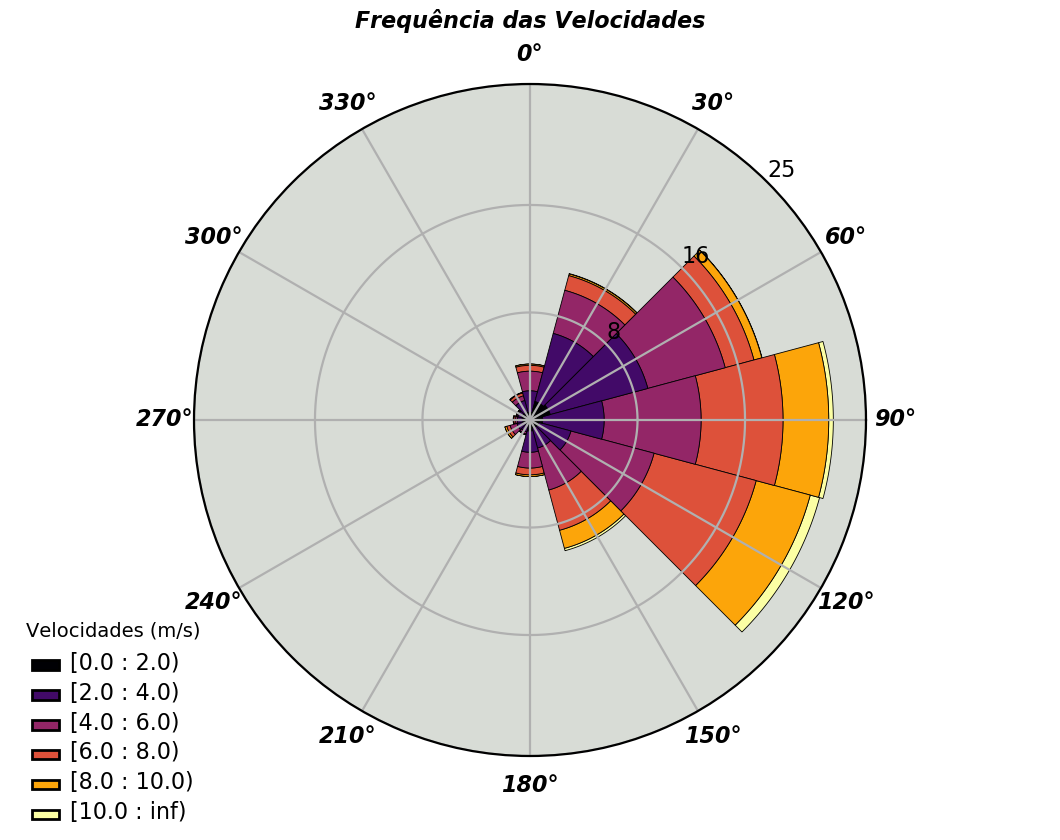 Frequência das Velocidades
0°
330°
30°
25
300°
60°
16
8
270°
90°
240°
120°
210°
150°
180°
Velocidades (m/s)
[0.0 : 2.0)
[2.0 : 4.0)
[4.0 : 6.0)
[6.0 : 8.0)
[8.0 : 10.0)
[10.0 : inf)